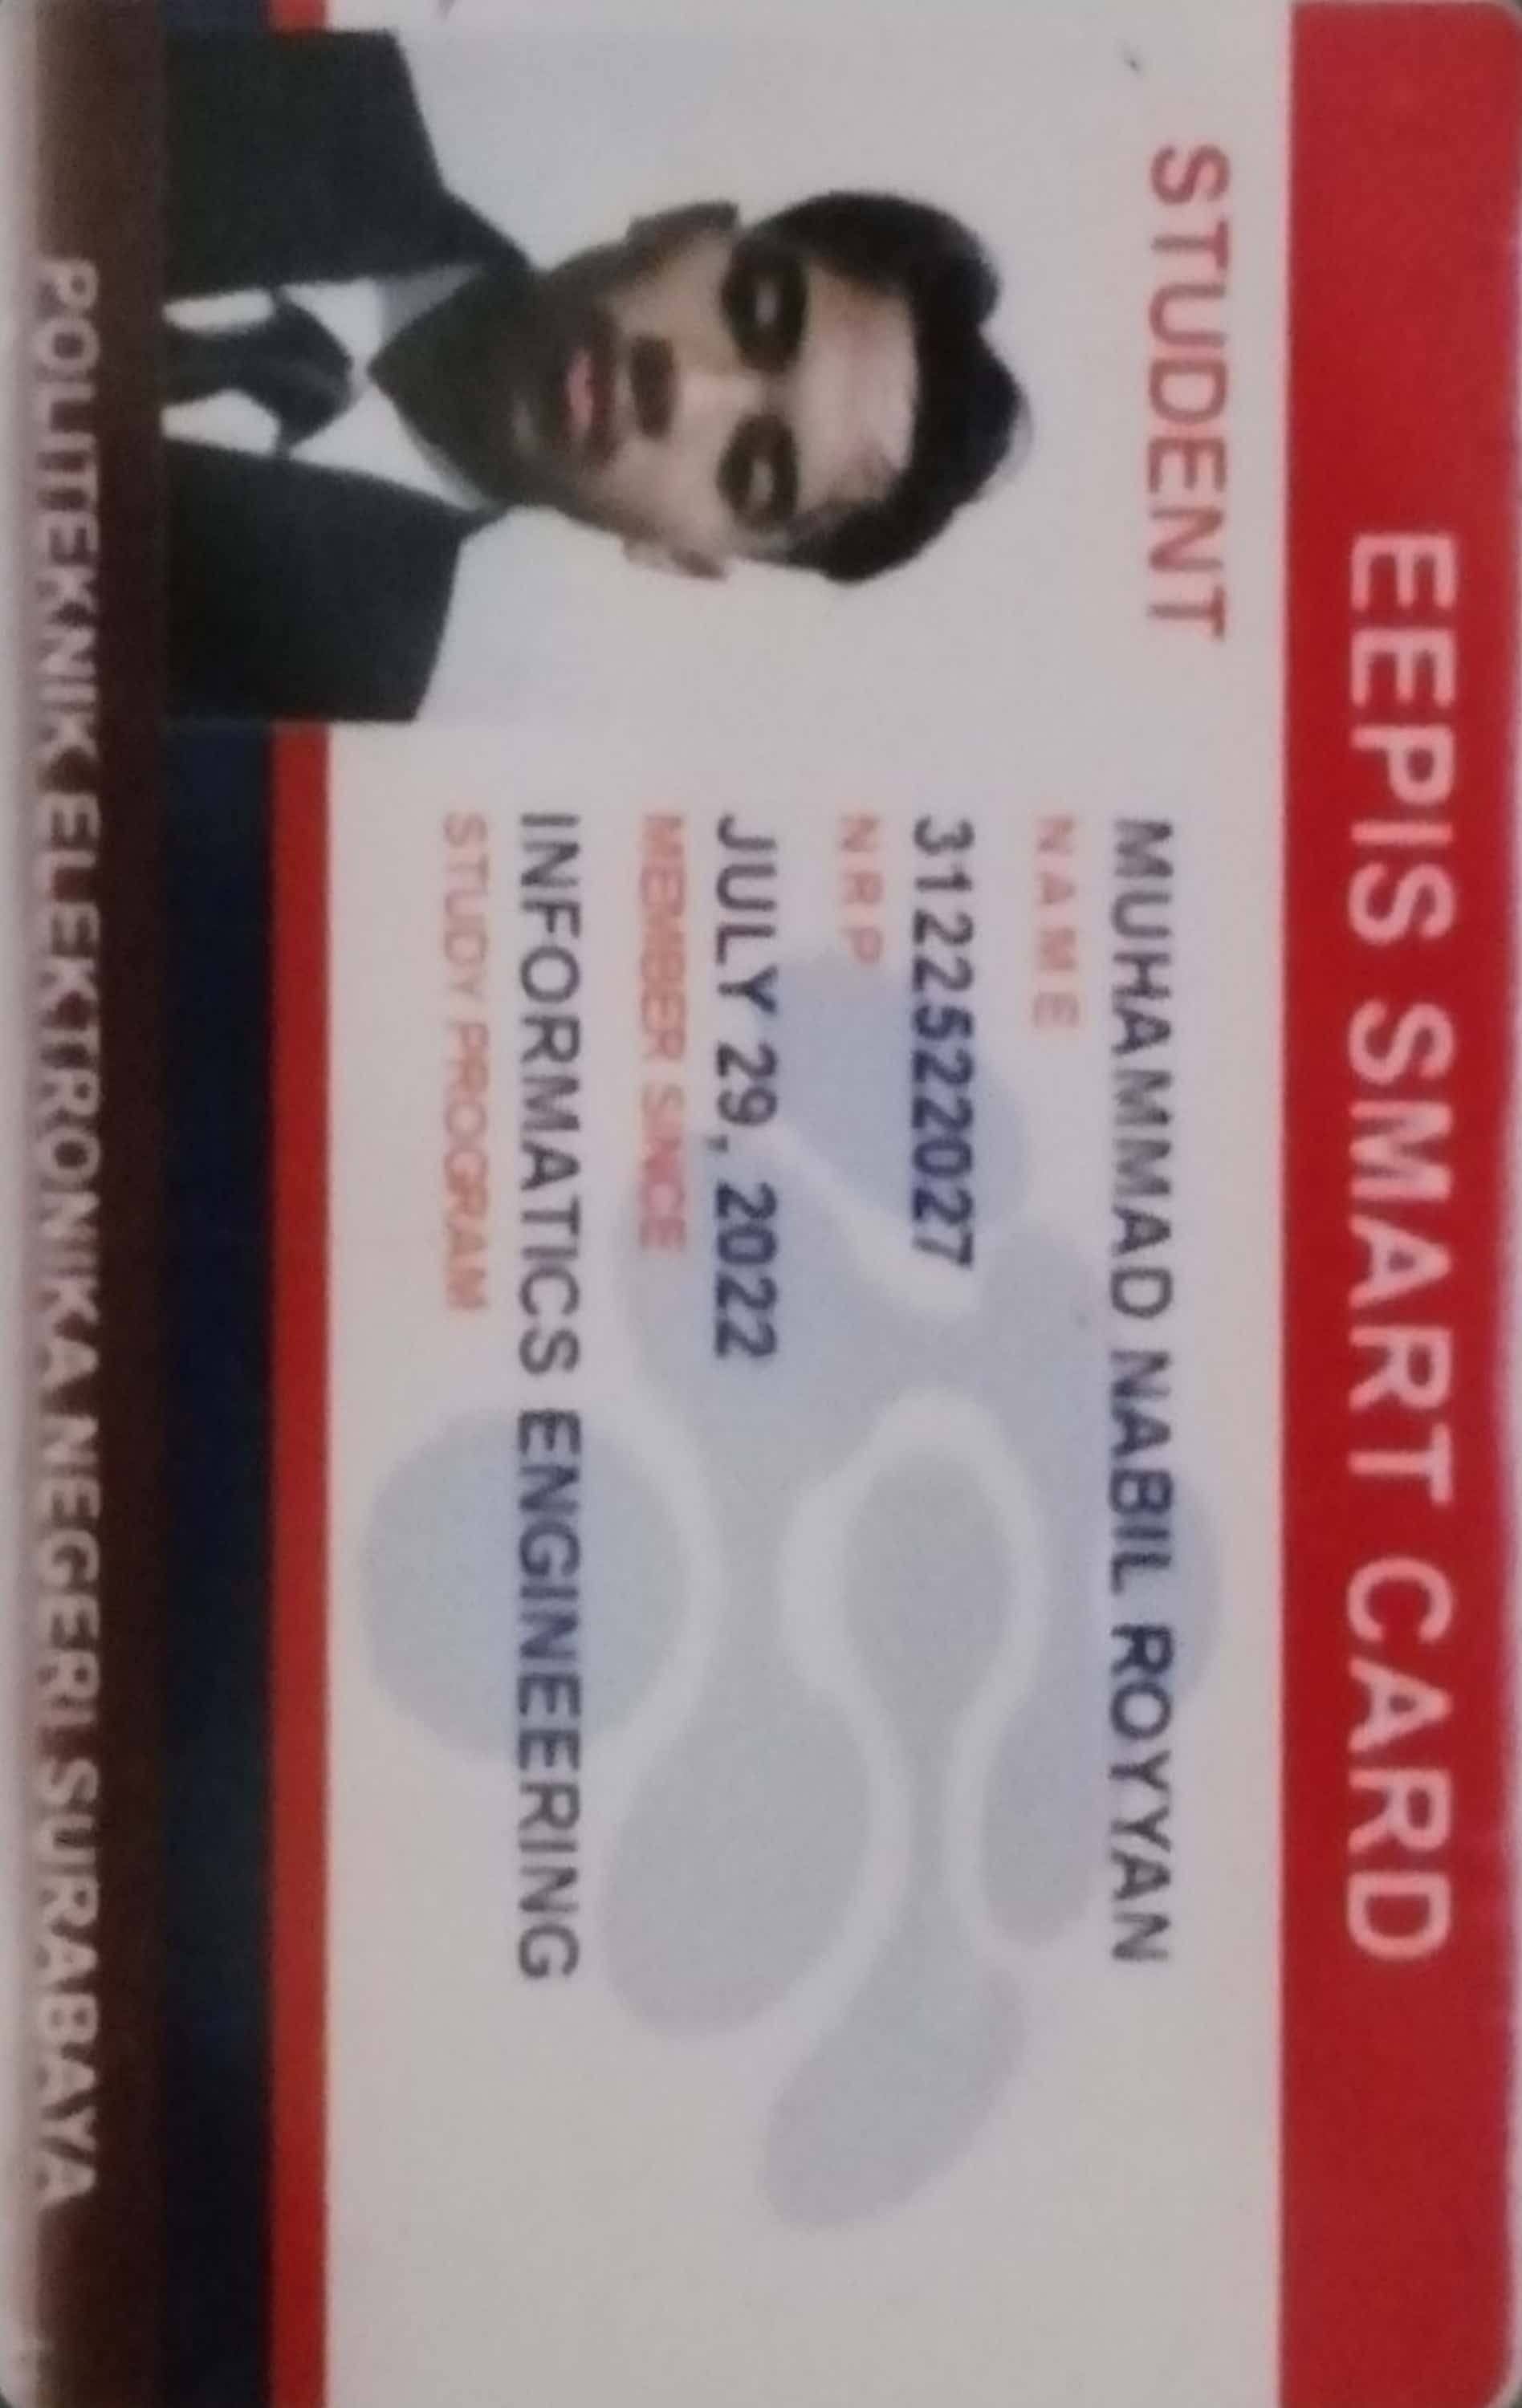 EEPIS SMART CARD
STUDENT
MUHAMMAD NABIL ROYYAN
NAME
3122522027
NRP
JULY 29, 2022
MEMBER SINCE
INFORMATICS ENGINEERING
STUDY PROGRAM
POLITEKNIK ELEKTRONIKA NEGERI SURABAYA